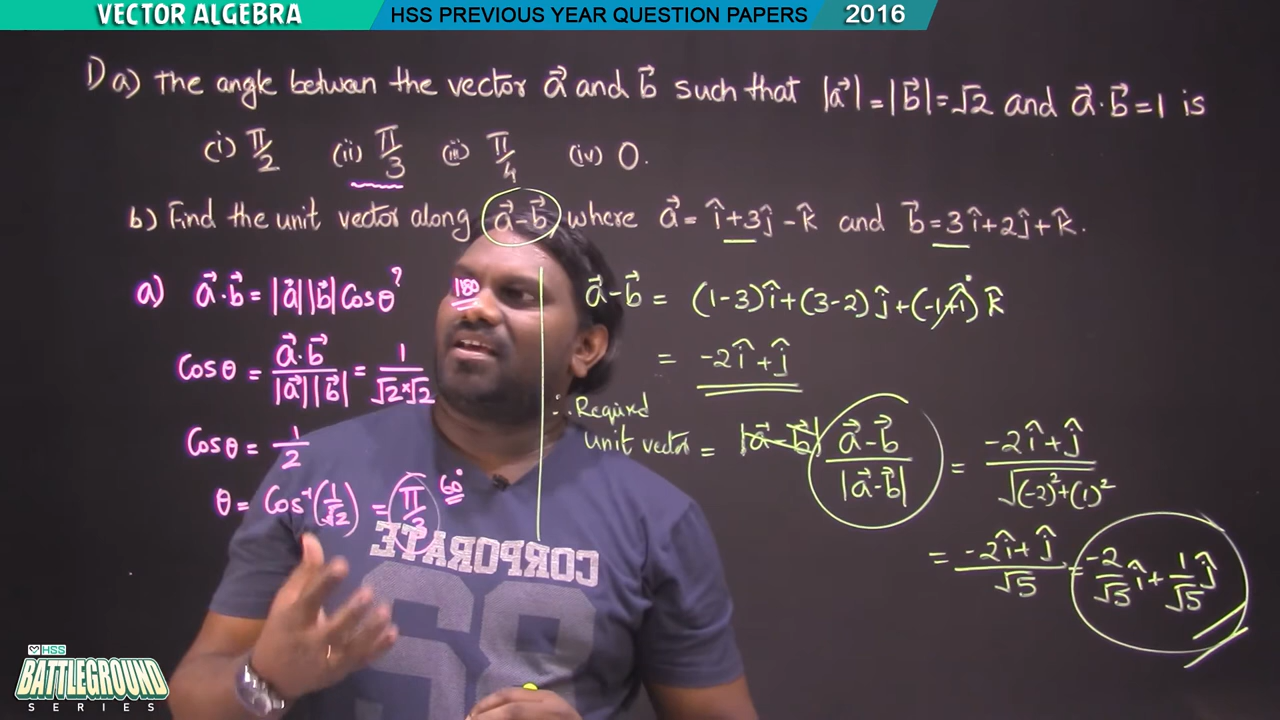 VECTOR ALGEBRA
HSS PREVIOUS YEAR QUESTION PAPERS
2016
1) a) The angle betwen the vector a⃗ and b⃗ such that |a⃗| = |b⃗| = √2 and a⃗ · b⃗ = 1 is
(i) π/2 (ii) π/3 (iii) π/4 (iv) 0.
b) Find the unit vector along a⃗ - b⃗, where a⃗ = î + 3ĵ - k̂ and b⃗ = 3î + 2ĵ + k̂.
a) a⃗ · b⃗ = |a⃗| |b⃗| Cos θ ?
180
Cos θ = a⃗ · b⃗ / |a⃗| |b⃗| = 1 / √2 × √2
Cos θ = 1/2
θ = Cos⁻¹(1/√2) = π/3 60°
a⃗ - b⃗ = (1-3)î + (3-2)ĵ + (-1+1)k̂
= -2î + ĵ
∴ Required
unit vector = |a⃗ - b⃗| a⃗ - b⃗ / |a⃗ - b⃗| = -2î + ĵ / √(-2)² + (1)²
= -2î + ĵ / √5 = -2/√5 î + 1/√5 ĵ
CORPORATE
68
HSS
BATTLEGROUND
SERIES